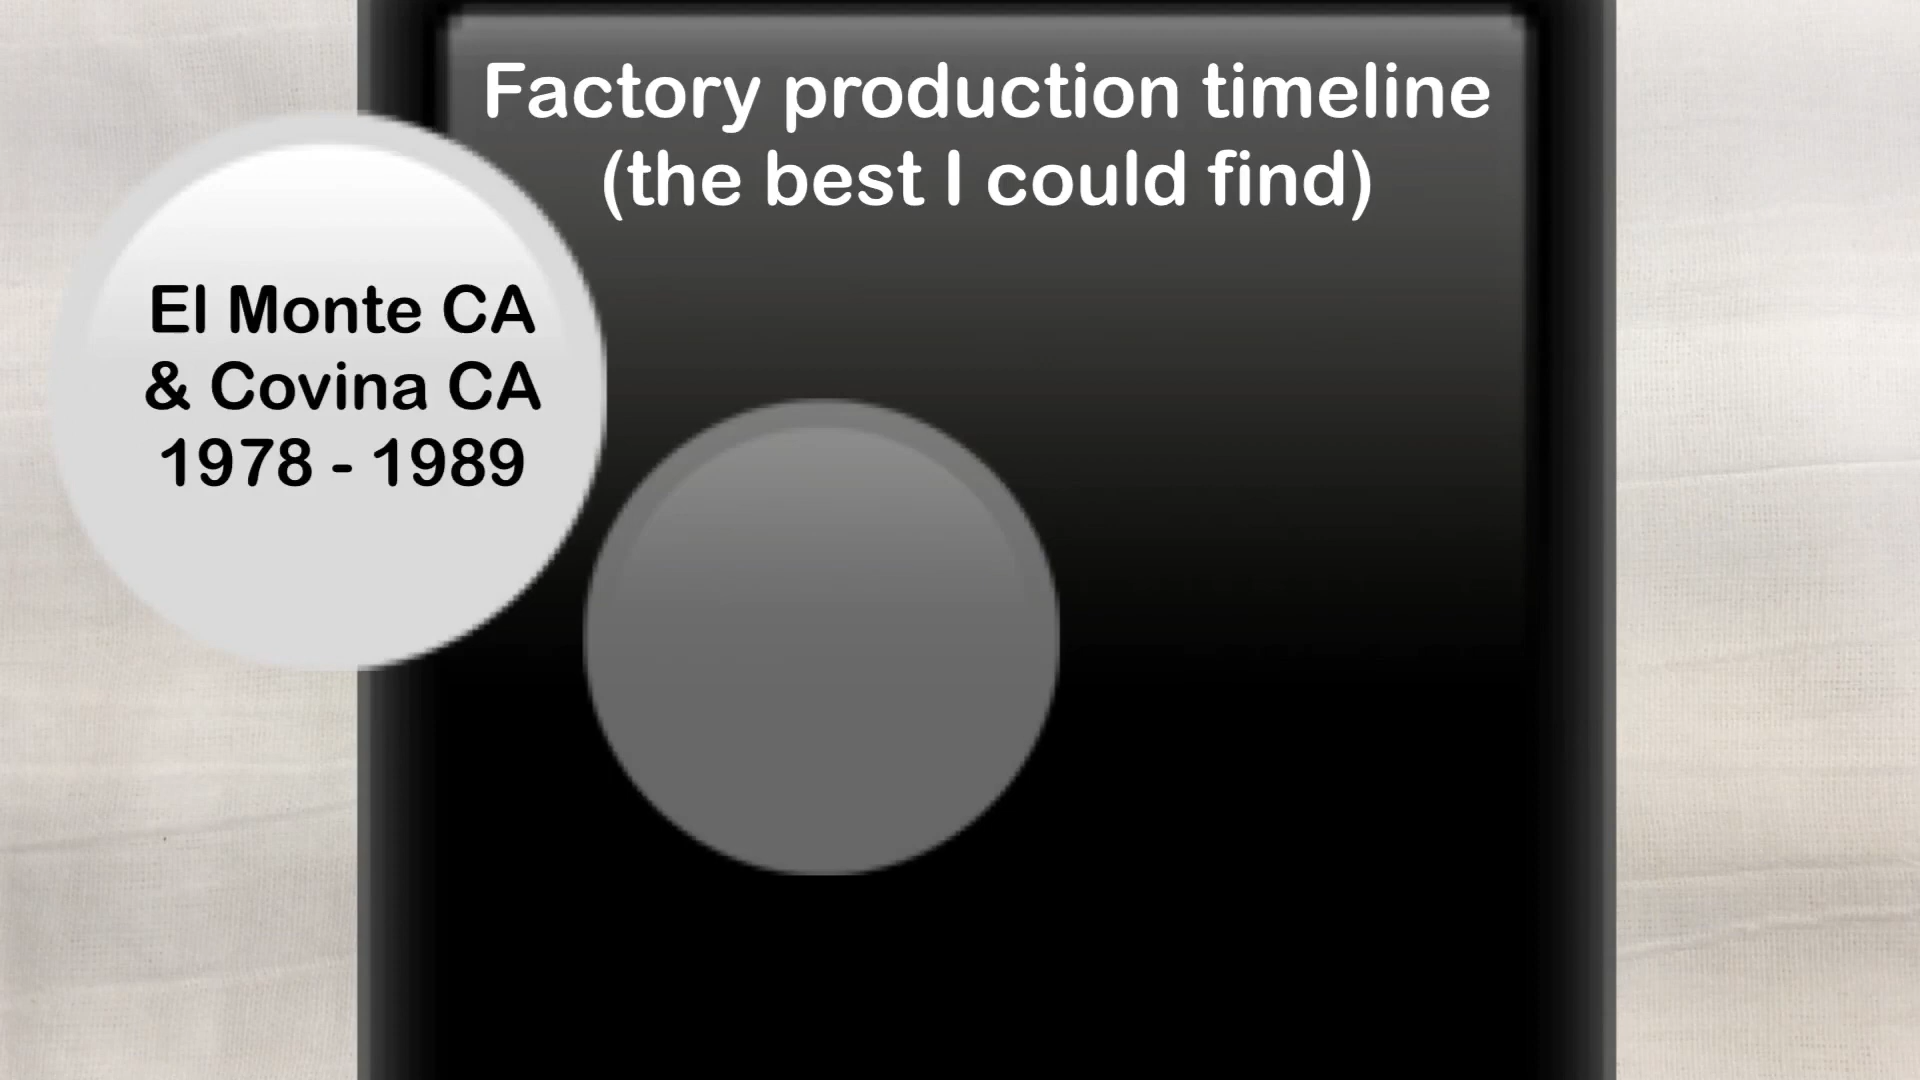 Factory production timeline
(the best I could find)
El Monte CA
& Covina CA
1978 - 1989